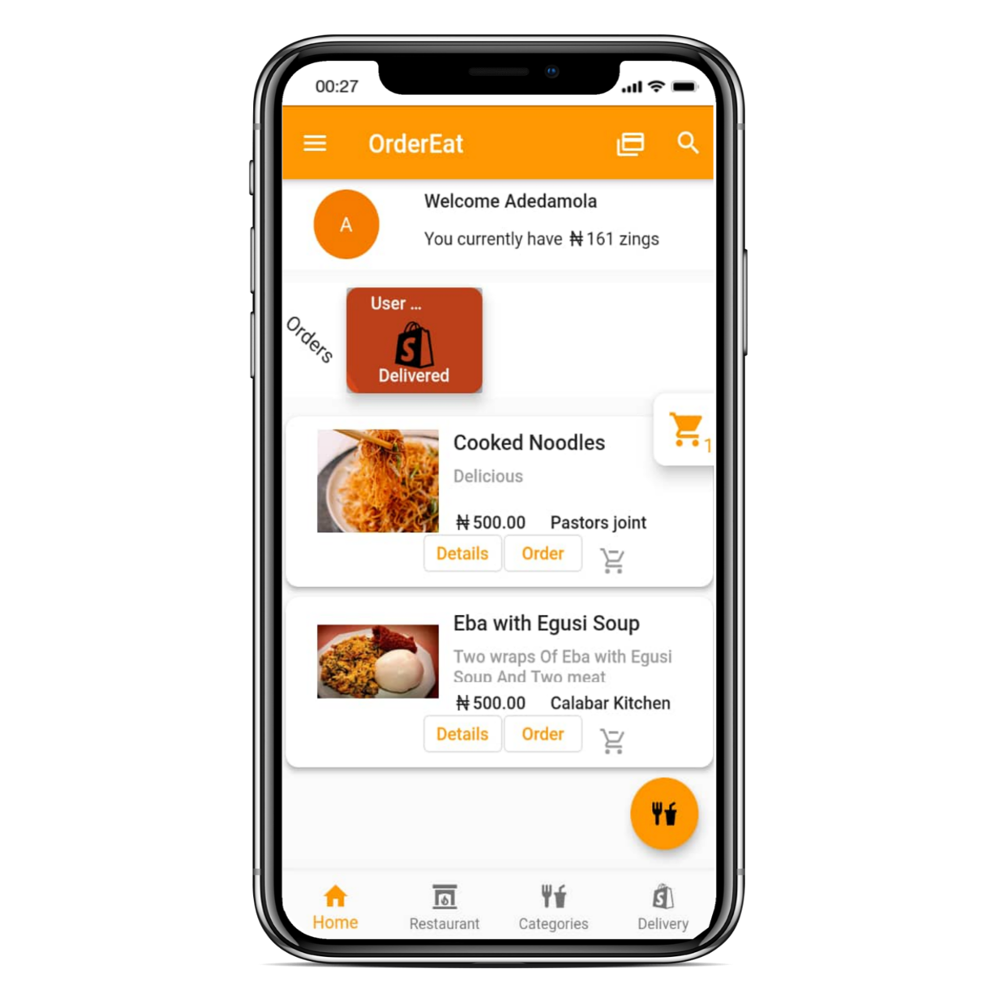 00:27
OrderEat
A
Welcome Adedamola
You currently have ₦ 161 zings
Orders
User ...
S
Delivered
1
Cooked Noodles
Delicious
₦ 500.00 Pastors joint
Details Order
Eba with Egusi Soup
Two wraps Of Eba with Egusi
Soup And Two meat
₦ 500.00 Calabar Kitchen
Details Order
S
Home Restaurant Categories Delivery